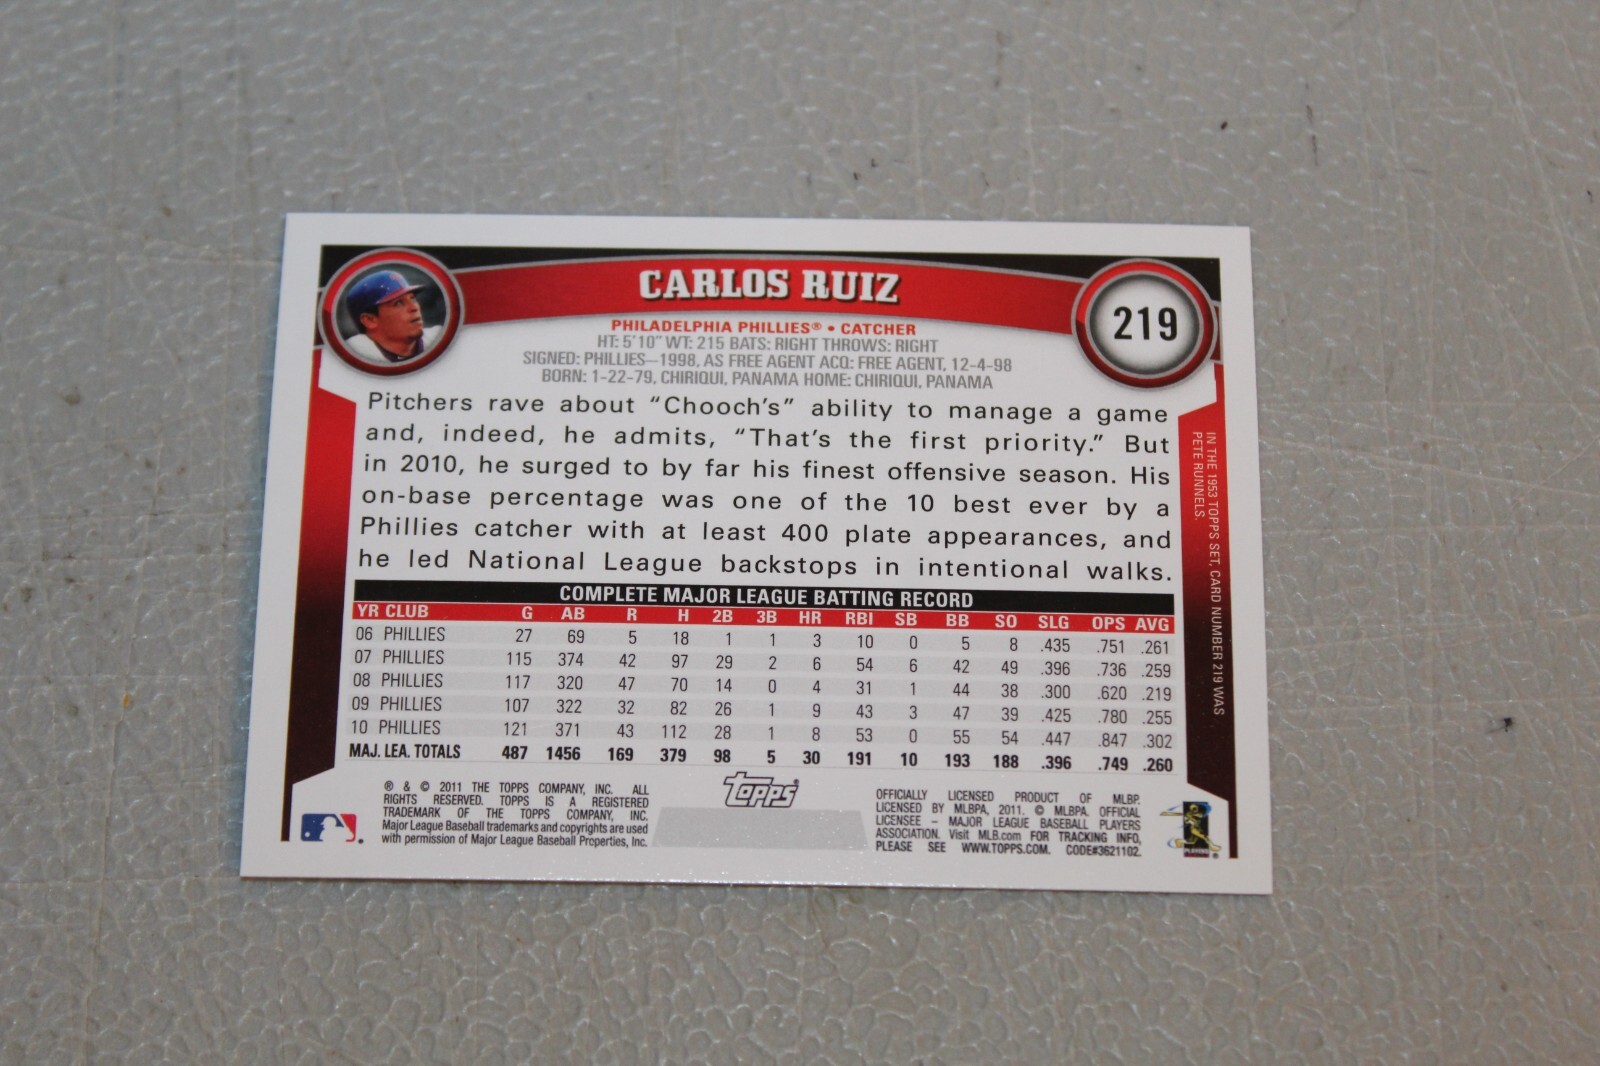 CARLOS RUIZ
219
PHILADELPHIA PHILLIES® • CATCHER
HT: 5'10" WT: 215 BATS: RIGHT THROWS: RIGHT
SIGNED: PHILLIES—1998, AS FREE AGENT ACQ: FREE AGENT, 12-4-98
BORN: 1-22-79, CHIRIQUI, PANAMA HOME: CHIRIQUI, PANAMA
Pitchers rave about “Chooch's” ability to manage a game
and, indeed, he admits, “That's the first priority.” But
in 2010, he surged to by far his finest offensive season. His
on-base percentage was one of the 10 best ever by a
Phillies catcher with at least 400 plate appearances, and
he led National League backstops in intentional walks.
IN THE 1953 TOPPS SET, CARD NUMBER 219 WAS
PETE RUNNELS.
COMPLETE MAJOR LEAGUE BATTING RECORD
YR CLUB G AB R H 2B 3B HR RBI SB BB SO SLG OPS AVG
06 PHILLIES 27 69 5 18 1 1 3 10 0 5 8 .435 .751 .261
07 PHILLIES 115 374 42 97 29 2 6 54 6 42 49 .396 .736 .259
08 PHILLIES 117 320 47 70 14 0 4 31 1 44 38 .300 .620 .219
09 PHILLIES 107 322 32 82 26 1 9 43 3 47 39 .425 .780 .255
10 PHILLIES 121 371 43 112 28 1 8 53 0 55 54 .447 .847 .302
MAJ. LEA. TOTALS 487 1456 169 379 98 5 30 191 10 193 188 .396 .749 .260
® & © 2011 THE TOPPS COMPANY, INC. ALL
RIGHTS RESERVED. TOPPS IS A REGISTERED
TRADEMARK OF THE TOPPS COMPANY, INC.
Major League Baseball trademarks and copyrights are used
with permission of Major League Baseball Properties, Inc.
Topps®
OFFICIALLY LICENSED PRODUCT OF MLBP.
LICENSED BY MLBPA, 2011. © MLBPA. OFFICIAL
LICENSEE – MAJOR LEAGUE BASEBALL PLAYERS
ASSOCIATION. Visit MLB.com FOR TRACKING INFO,
PLEASE SEE WWW.TOPPS.COM. CODE#3621102.
PLAYERS